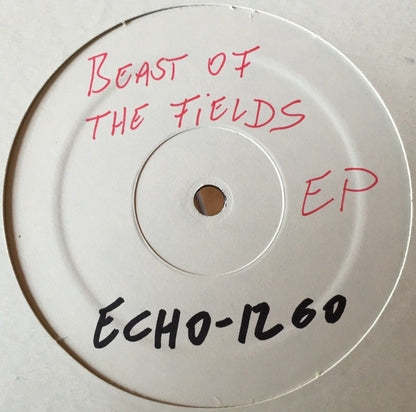 BEAST OF
THE FIELDS
EP
ECHO-1260